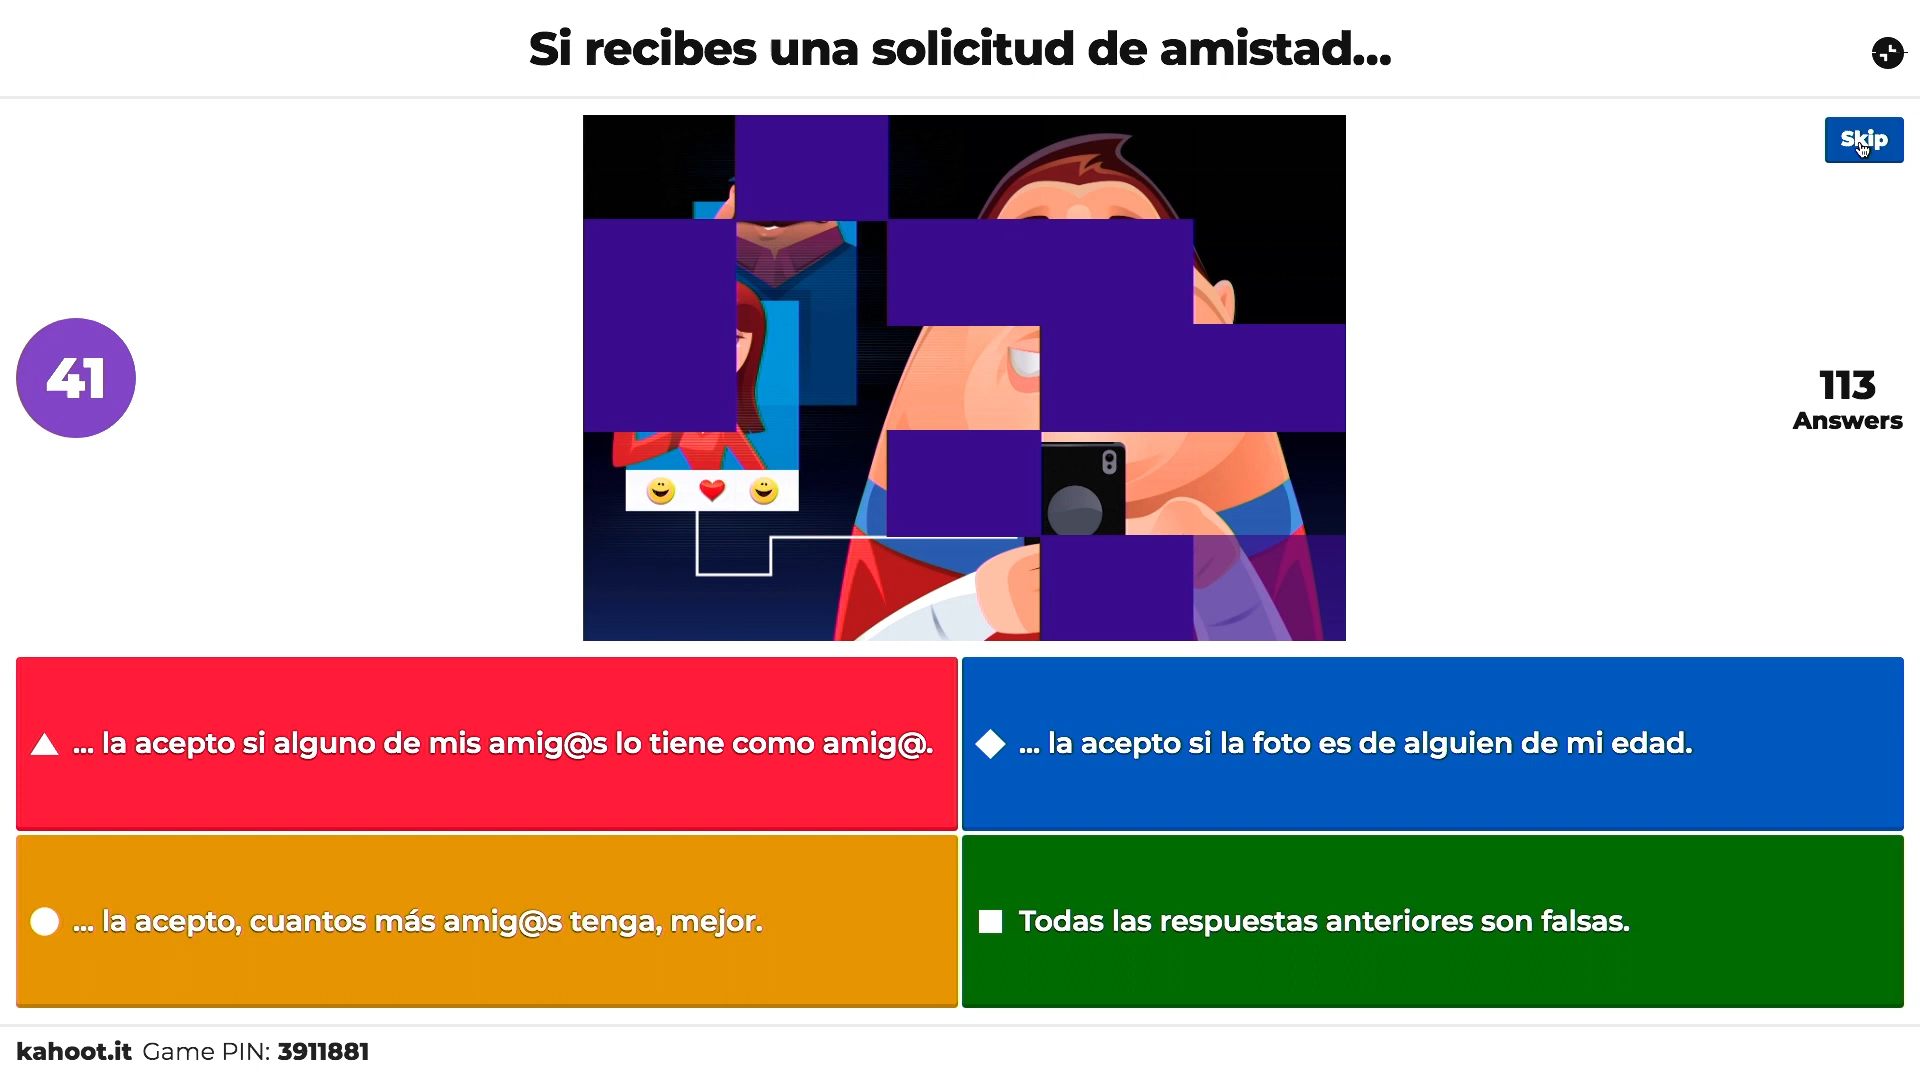 Si recibes una solicitud de amistad...
Skip
41
113
Answers
... la acepto si alguno de mis amig@s lo tiene como amig@.
... la acepto si la foto es de alguien de mi edad.
... la acepto, cuantos más amig@s tenga, mejor.
Todas las respuestas anteriores son falsas.
kahoot.it Game PIN: 3911881